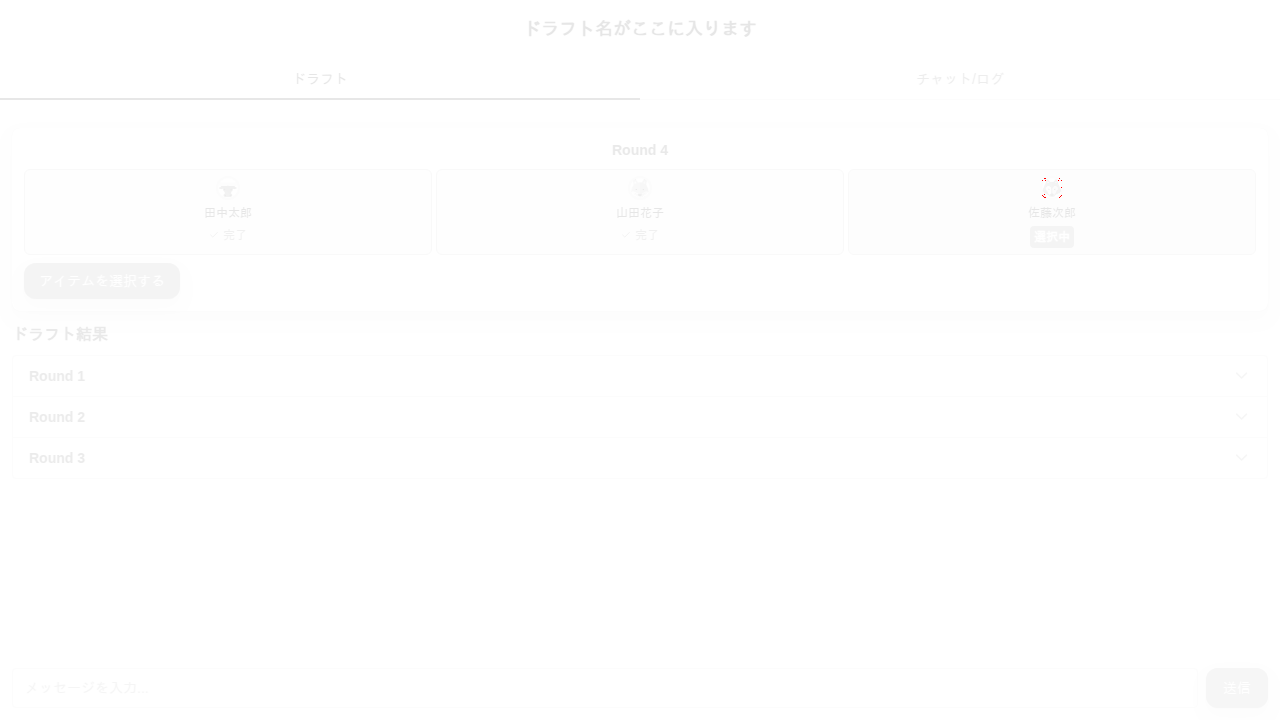 ドラフト名がここに入ります
ドラフト
チャット/ログ
Round 4
田中太郎
山田花子
佐藤次郎
✓ 完了
✓ 完了
選択中
アイテムを選択する
ドラフト結果
Round 1
Round 2
Round 3
メッセージを入力...
送信